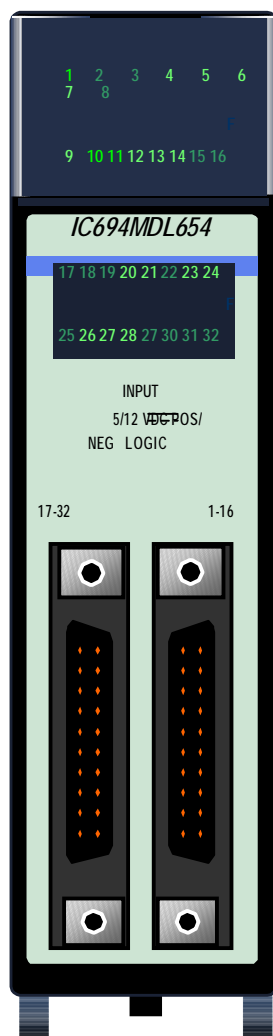 1 2 3 4 5 6
7 8
F
9 10 11 12 13 14 15 16
IC694MDL654
17 18 19 20 21 22 23 24
F
25 26 27 28 27 30 31 32
INPUT
5/12 VDC POS/
NEG LOGIC
17-32 1-16